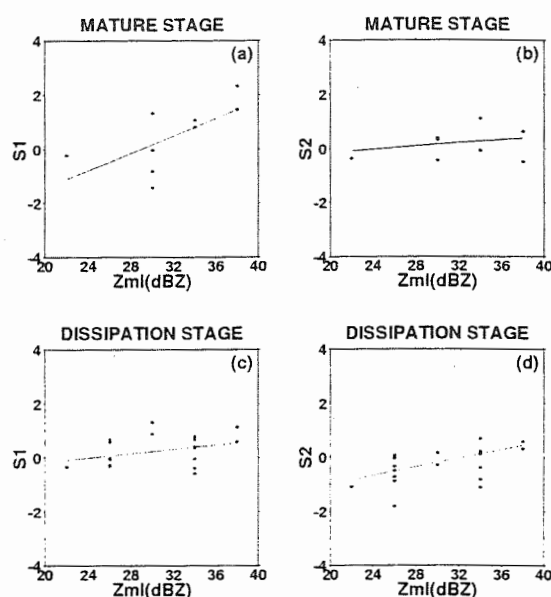 MATURE STAGE
(a)
S1
4
2
0
-2
-4
20 24 28 32 36 40
Zml(dBZ)
MATURE STAGE
(b)
S2
4
2
0
-2
-4
20 24 28 32 36 40
Zml(dBZ)
DISSIPATION STAGE
(c)
S1
4
2
0
-2
-4
20 24 28 32 36 40
Zml(dBZ)
DISSIPATION STAGE
(d)
S2
4
2
0
-2
-4
20 24 28 32 36 40
Zml(dBZ)